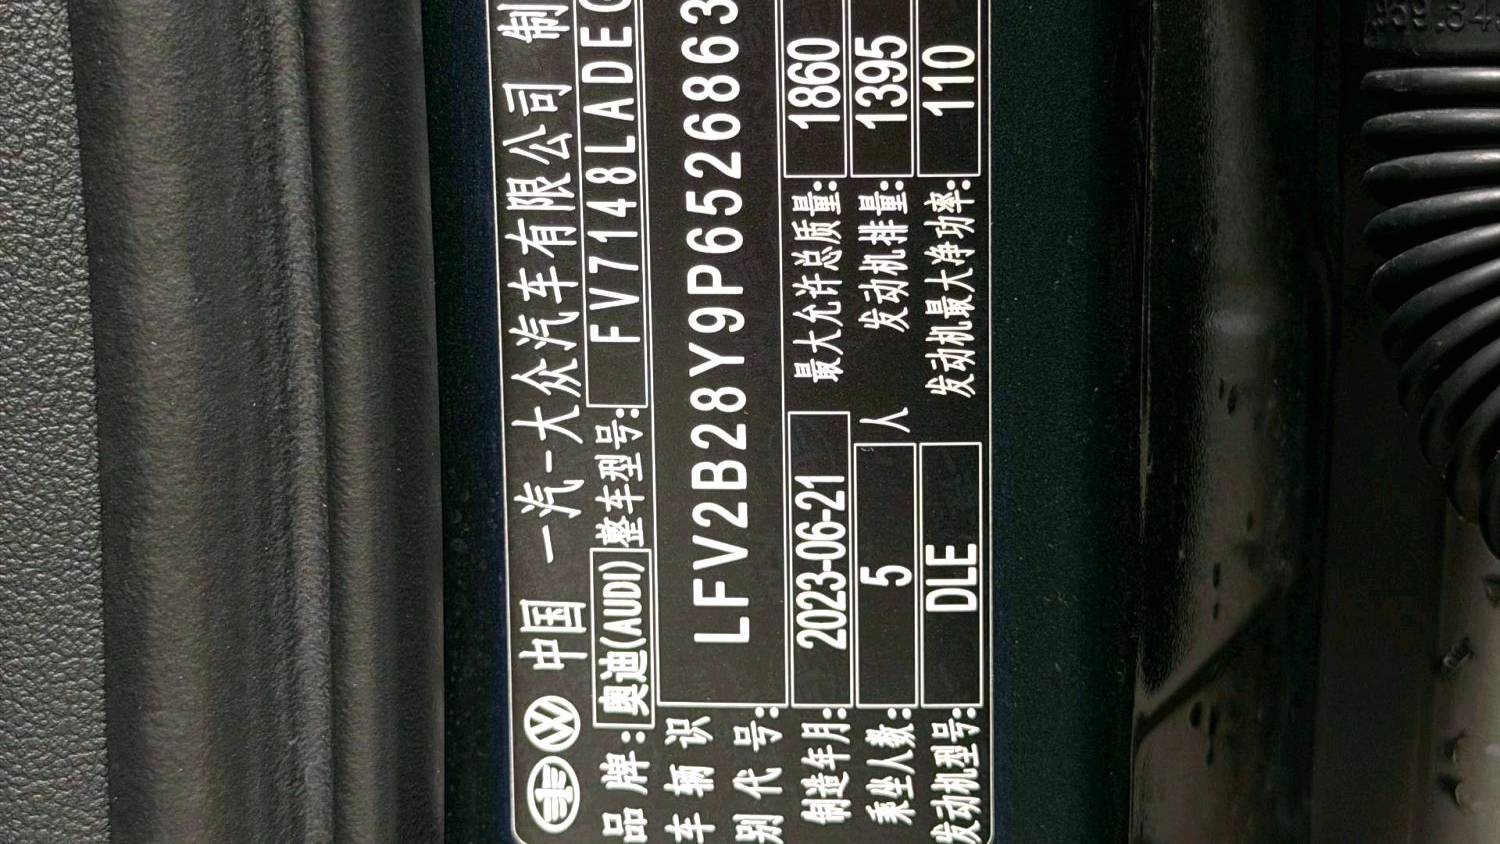 中国 一汽-大众汽车有限公司 制
品牌: 奥迪(AUDI) 整车型号: FV7148LADE
车辆识别代号: LFV2B28Y9P6526863
制造年月: 2023-06-21 最大允许总质量: 1860
乘坐人数: 5 人 发动机排量: 1395
发动机型号: DLE 发动机最大净功率: 110